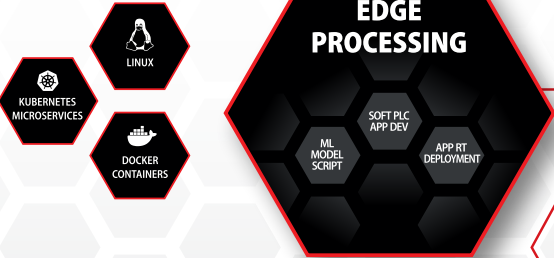 LINUX
KUBERNETES
MICROSERVICES
DOCKER
CONTAINERS
EDGE
PROCESSING
SOFT PLC
APP DEV
ML
MODEL
SCRIPT
APP RT
DEPLOYMENT